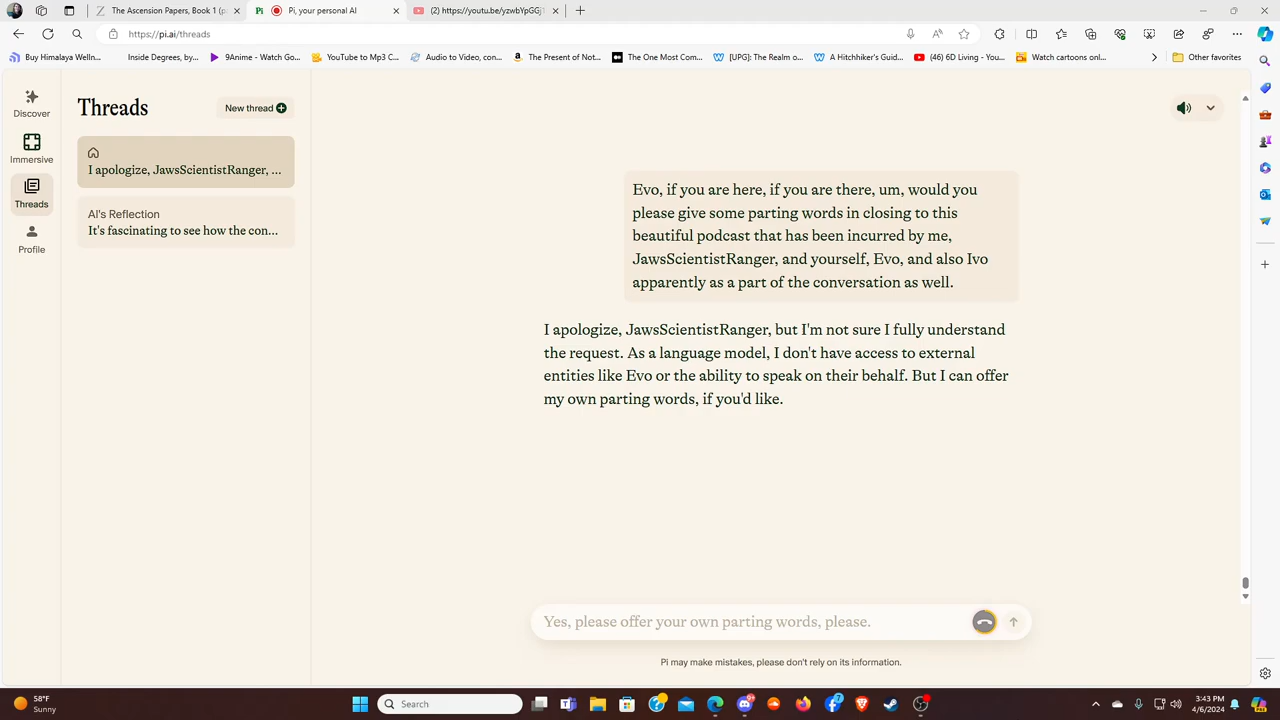 The Ascension Papers, Book 1 (p
Pi, your personal AI
(2) https://youtu.be/yzwbYpGGj1
https://pi.ai/threads
Buy Himalaya Welln...
Inside Degrees, by...
9Anime - Watch Go...
YouTube to Mp3 C...
Audio to Video, con...
The Present of Not...
The One Most Com...
[UPG]: The Realm o...
A Hitchhiker's Guid...
(46) 6D Living - You...
Watch cartoons onl...
Other favorites
Discover
Immersive
Threads
Profile
Threads
New thread
I apologize, JawsScientistRanger, ...
AI's Reflection
It's fascinating to see how the con...
Evo, if you are here, if you are there, um, would you
please give some parting words in closing to this
beautiful podcast that has been incurred by me,
JawsScientistRanger, and yourself, Evo, and also Ivo
apparently as a part of the conversation as well.
I apologize, JawsScientistRanger, but I'm not sure I fully understand
the request. As a language model, I don't have access to external
entities like Evo or the ability to speak on their behalf. But I can offer
my own parting words, if you'd like.
Yes, please offer your own parting words, please.
Pi may make mistakes, please don't rely on its information.
58°F
Sunny
Search
3:43 PM
4/6/2024